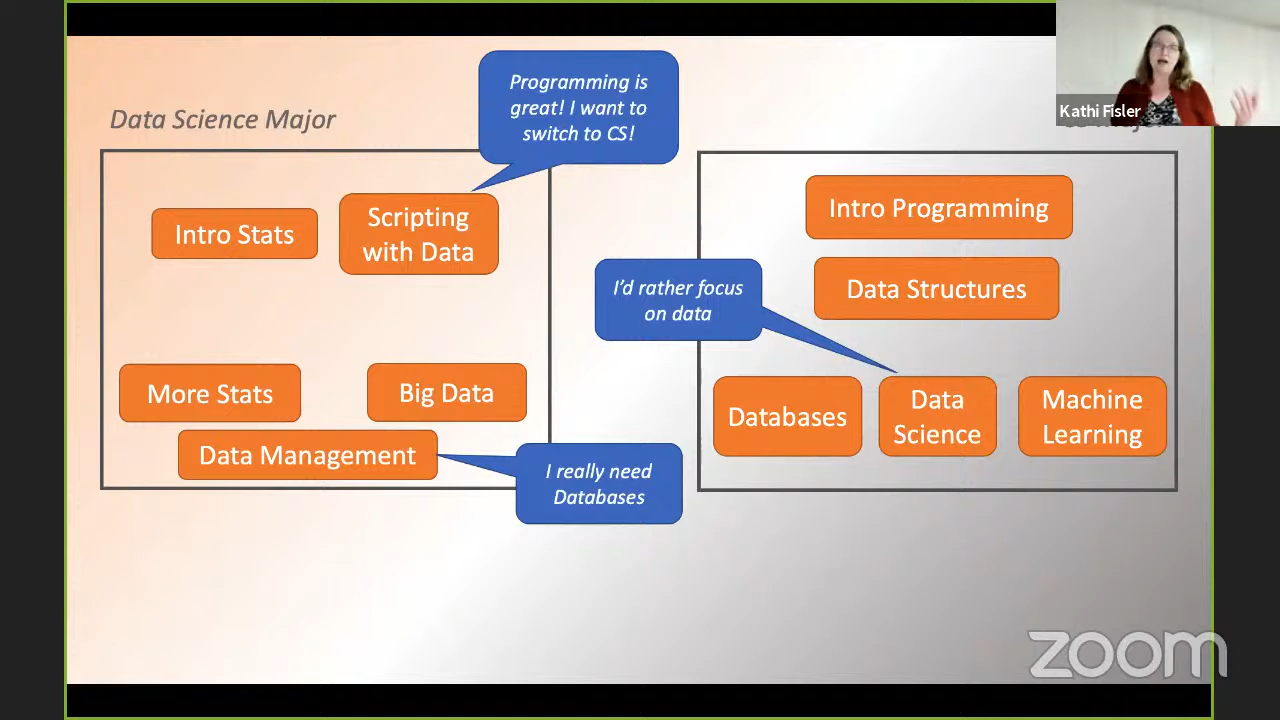 Data Science Major
Programming is
great! I want to
switch to CS!
Kathi Fisler
Intro Stats
Scripting
with Data
Intro Programming
I'd rather focus
on data
Data Structures
More Stats
Big Data
Data Management
I really need
Databases
Databases
Data
Science
Machine
Learning
zoom